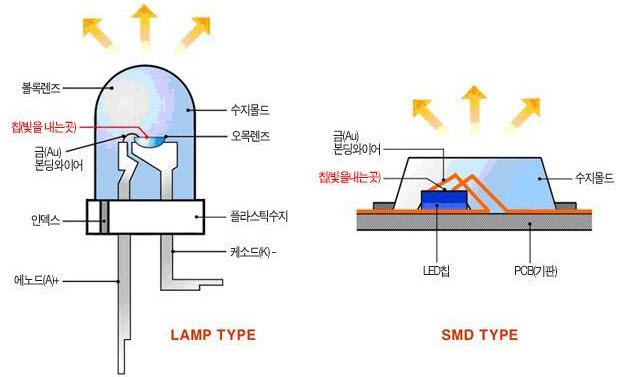 볼록렌즈
수지몰드
칩(빛을 내는곳)
오목렌즈
금(Au)
본딩와이어
인덱스
플라스틱수지
케소드(K) -
에노드(A)+
LAMP TYPE
금(Au)
본딩와이어
칩(빛을내는곳)
수지몰드
LED칩
PCB(기판)
SMD TYPE